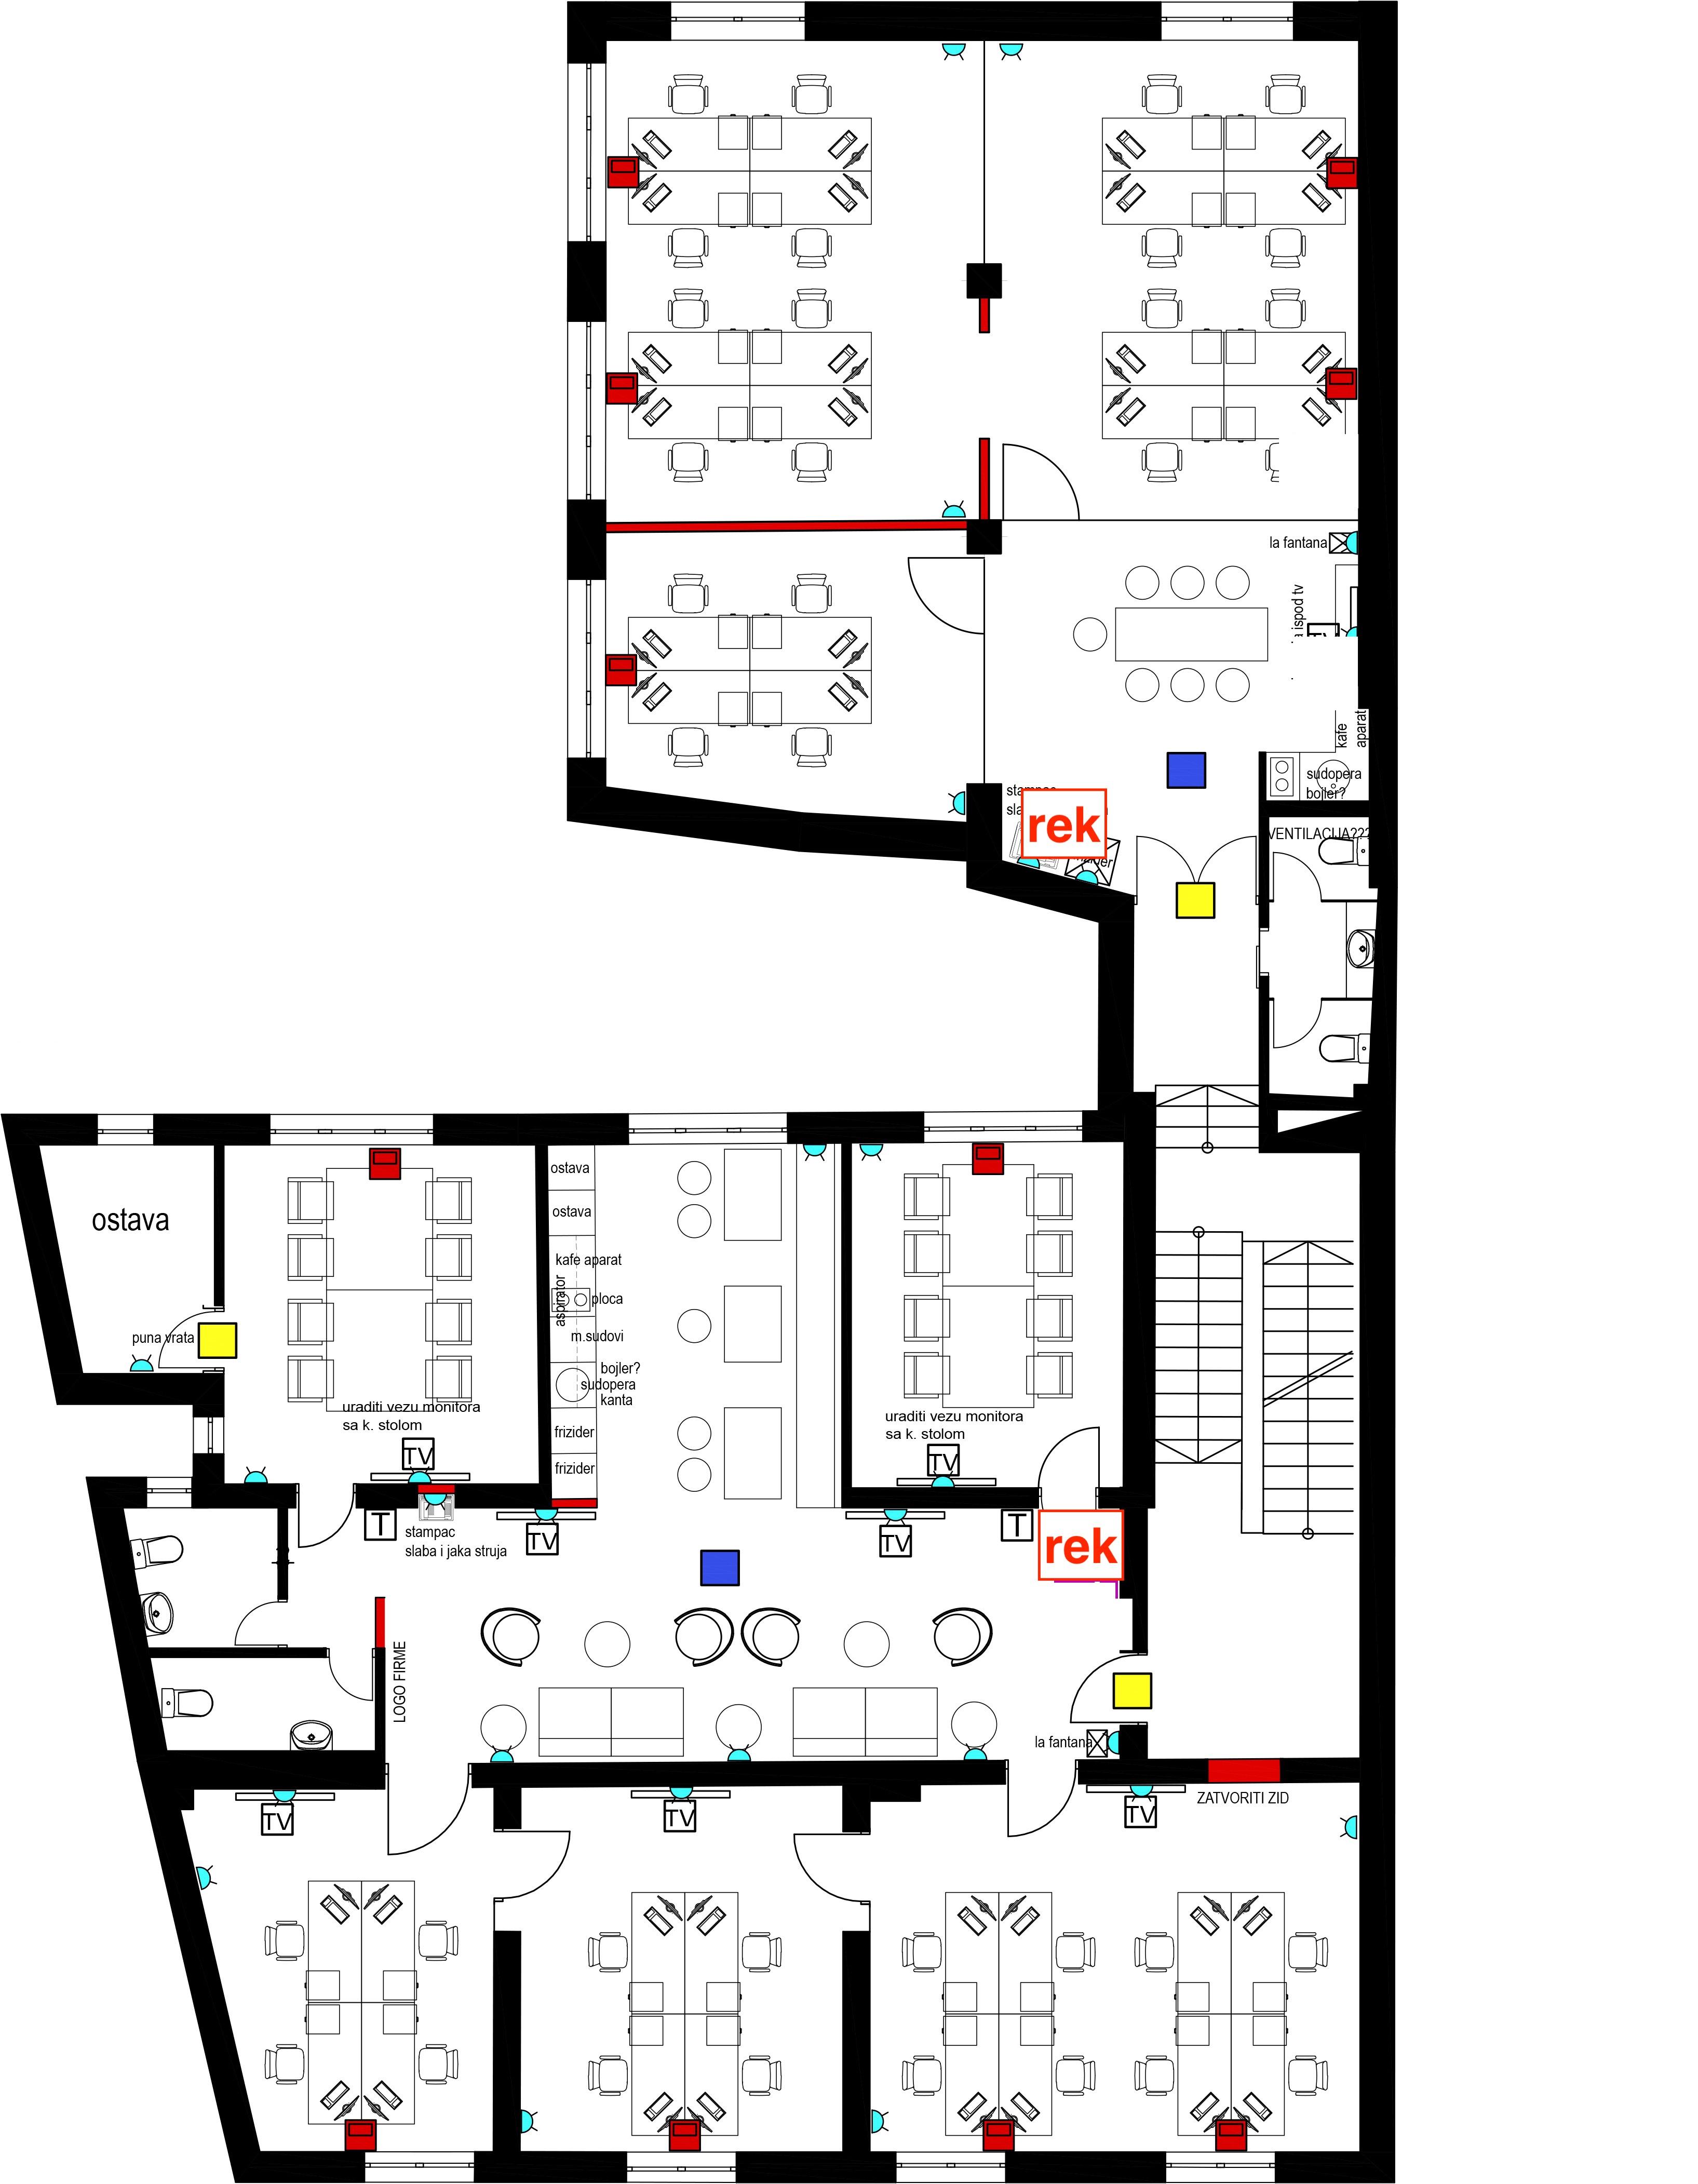 la fantana
a ispod tv
kafe
aparat
sudopera
bojler?
rek
VENTILACIJA???
ostava
puna vrata
uraditi vezu monitora
sa k. stolom
TV
ostava
ostava
kafe aparat
aspirator
ploca
m.sudovi
bojler?
sudopera
kanta
frizider
frizider
uraditi vezu monitora
sa k. stolom
TV
T
stampac
slaba i jaka struja
TV
TV
T
rek
LOGO FIRME
la fantana
TV
TV
TV
ZATVORITI ZID